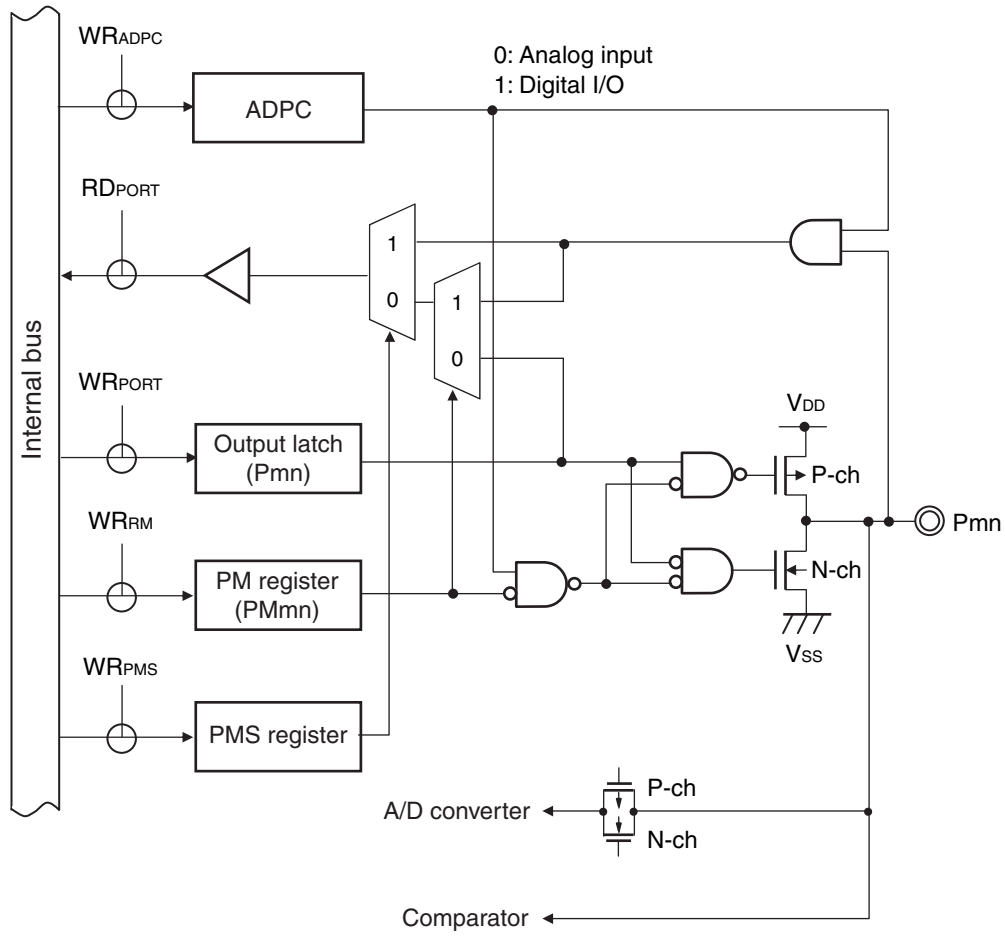 WRADPC
0: Analog input
1: Digital I/O
ADPC
RDPORT
1
0
1
0
Internal bus
WRPORT
Output latch
(Pmn)
VDD
P-ch
Pmn
WRRM
PM register
(PMmn)
N-ch
VSS
WRPMS
PMS register
P-ch
A/D converter
N-ch
Comparator